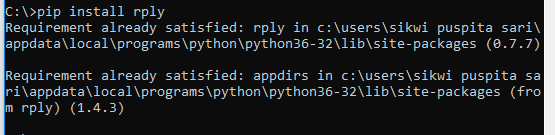 C:\>pip install rply
Requirement already satisfied: rply in c:\users\sikwi puspita sari\
appdata\local\programs\python\python36-32\lib\site-packages (0.7.7)
Requirement already satisfied: appdirs in c:\users\sikwi puspita sa
ri\appdata\local\programs\python\python36-32\lib\site-packages (fro
m rply) (1.4.3)